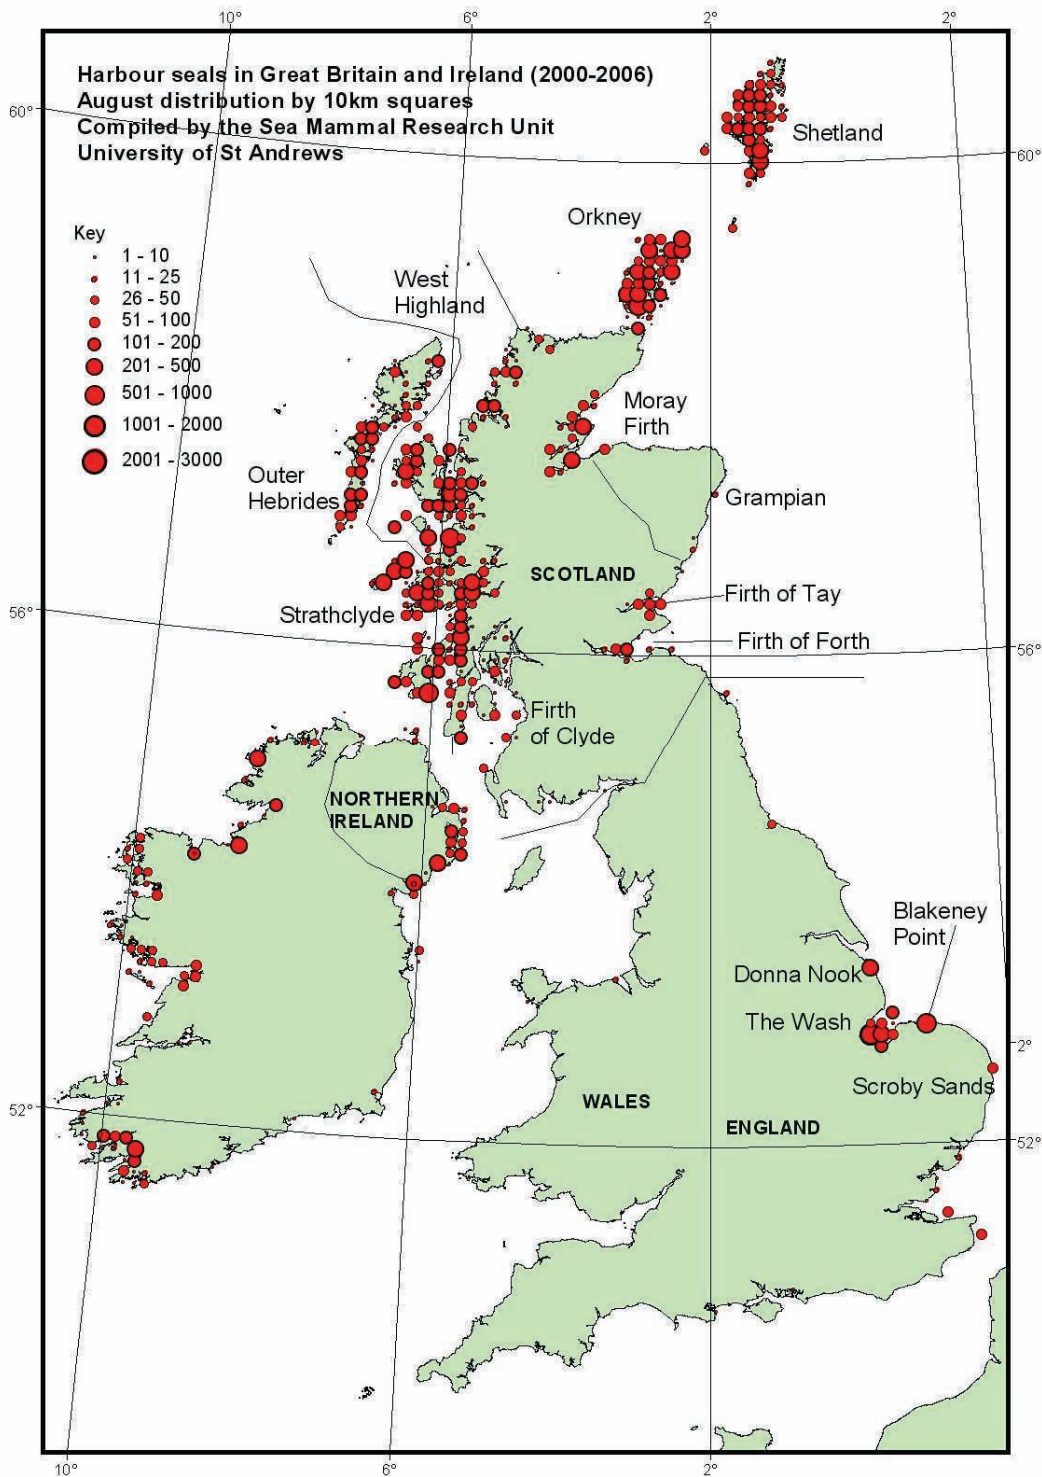 10°
6°
2°
2°
Harbour seals in Great Britain and Ireland (2000-2006)
August distribution by 10km squares
Compiled by the Sea Mammal Research Unit
University of St Andrews
60°
60°
Shetland
Orkney
Key
1 - 10
11 - 25
26 - 50
51 - 100
101 - 200
201 - 500
501 - 1000
1001 - 2000
2001 - 3000
West
Highland
Moray
Firth
Outer
Hebrides
Grampian
SCOTLAND
Firth of Tay
56°
Strathclyde
Firth of Forth
56°
Firth
of Clyde
NORTHERN
IRELAND
Blakeney
Point
Donna Nook
The Wash
2°
Scroby Sands
WALES
ENGLAND
52°
52°
10°
6°
2°